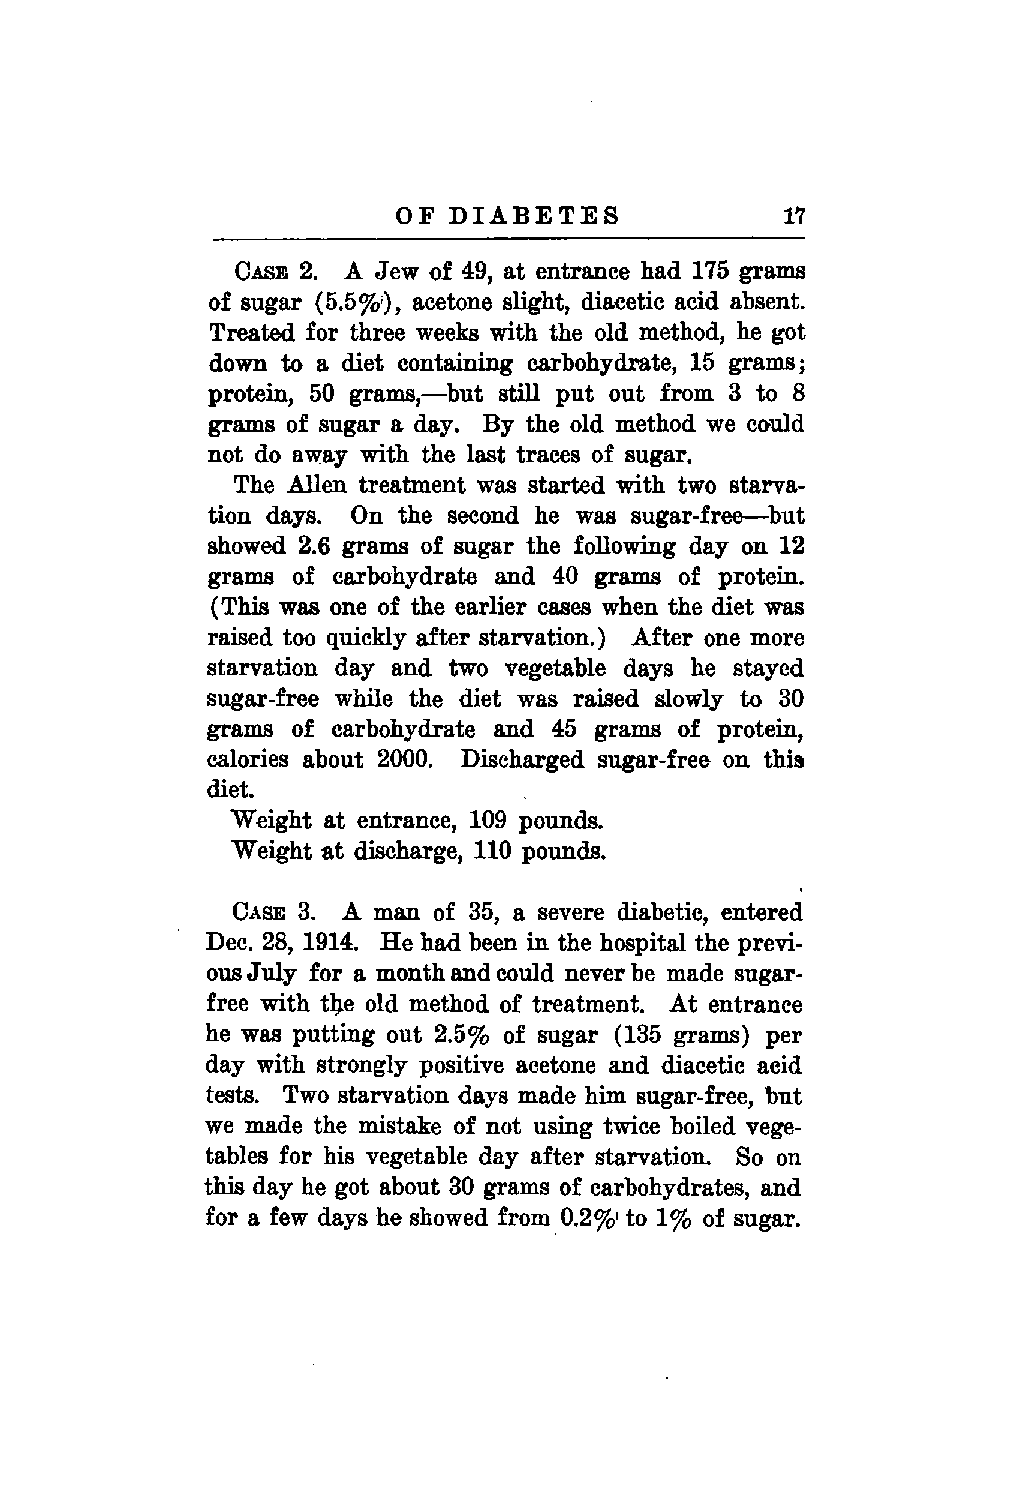 OF DIABETES 17
CASE 2. A Jew of 49, at entrance had 175 grams
of sugar (5.5%), acetone slight, diacetic acid absent.
Treated for three weeks with the old method, he got
down to a diet containing carbohydrate, 15 grams;
protein, 50 grams,—but still put out from 3 to 8
grams of sugar a day. By the old method we could
not do away with the last traces of sugar.
The Allen treatment was started with two starva-
tion days. On the second he was sugar-free—but
showed 2.6 grams of sugar the following day on 12
grams of carbohydrate and 40 grams of protein.
(This was one of the earlier cases when the diet was
raised too quickly after starvation.) After one more
starvation day and two vegetable days he stayed
sugar-free while the diet was raised slowly to 30
grams of carbohydrate and 45 grams of protein,
calories about 2000. Discharged sugar-free on this
diet.
Weight at entrance, 109 pounds.
Weight at discharge, 110 pounds.
CASE 3. A man of 35, a severe diabetic, entered
Dec. 28, 1914. He had been in the hospital the previ-
ous July for a month and could never be made sugar-
free with the old method of treatment. At entrance
he was putting out 2.5% of sugar (135 grams) per
day with strongly positive acetone and diacetic acid
tests. Two starvation days made him sugar-free, but
we made the mistake of not using twice boiled vege-
tables for his vegetable day after starvation. So on
this day he got about 30 grams of carbohydrates, and
for a few days he showed from 0.2% to 1% of sugar.